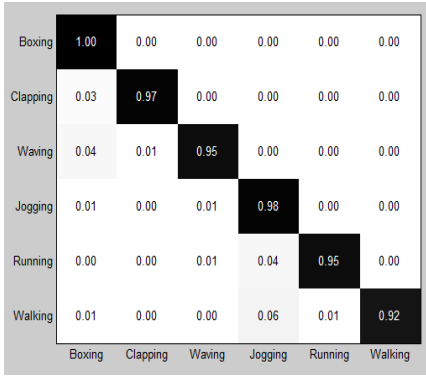 Boxing 1.00 0.00 0.00 0.00 0.00 0.00
Clapping 0.03 0.97 0.00 0.00 0.00 0.00
Waving 0.04 0.01 0.95 0.00 0.00 0.00
Jogging 0.01 0.00 0.01 0.98 0.00 0.00
Running 0.00 0.00 0.01 0.04 0.95 0.00
Walking 0.01 0.00 0.00 0.06 0.01 0.92
Boxing Clapping Waving Jogging Running Walking